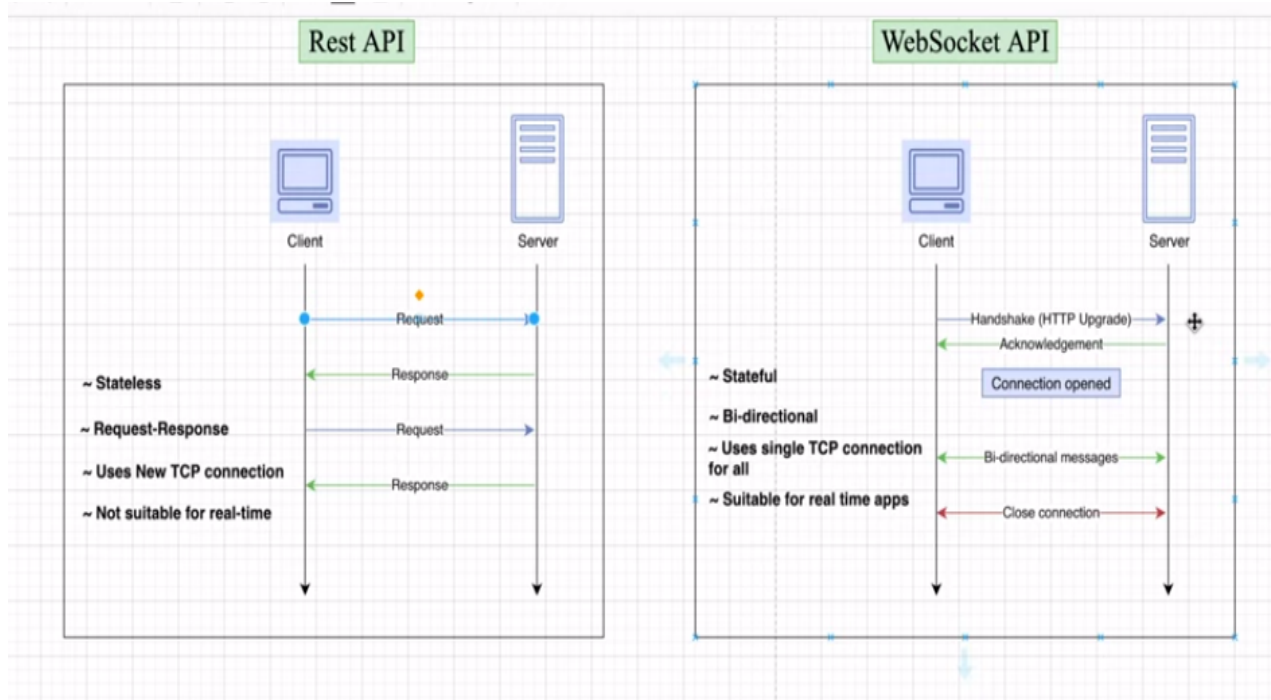 Rest API
Client
Server
Request
Response
Request
Response
~ Stateless
~ Request-Response
~ Uses New TCP connection
~ Not suitable for real-time
WebSocket API
Client
Server
Handshake (HTTP Upgrade)
Acknowledgement
Connection opened
Bi-directional messages
Close connection
~ Stateful
~ Bi-directional
~ Uses single TCP connection
for all
~ Suitable for real time apps